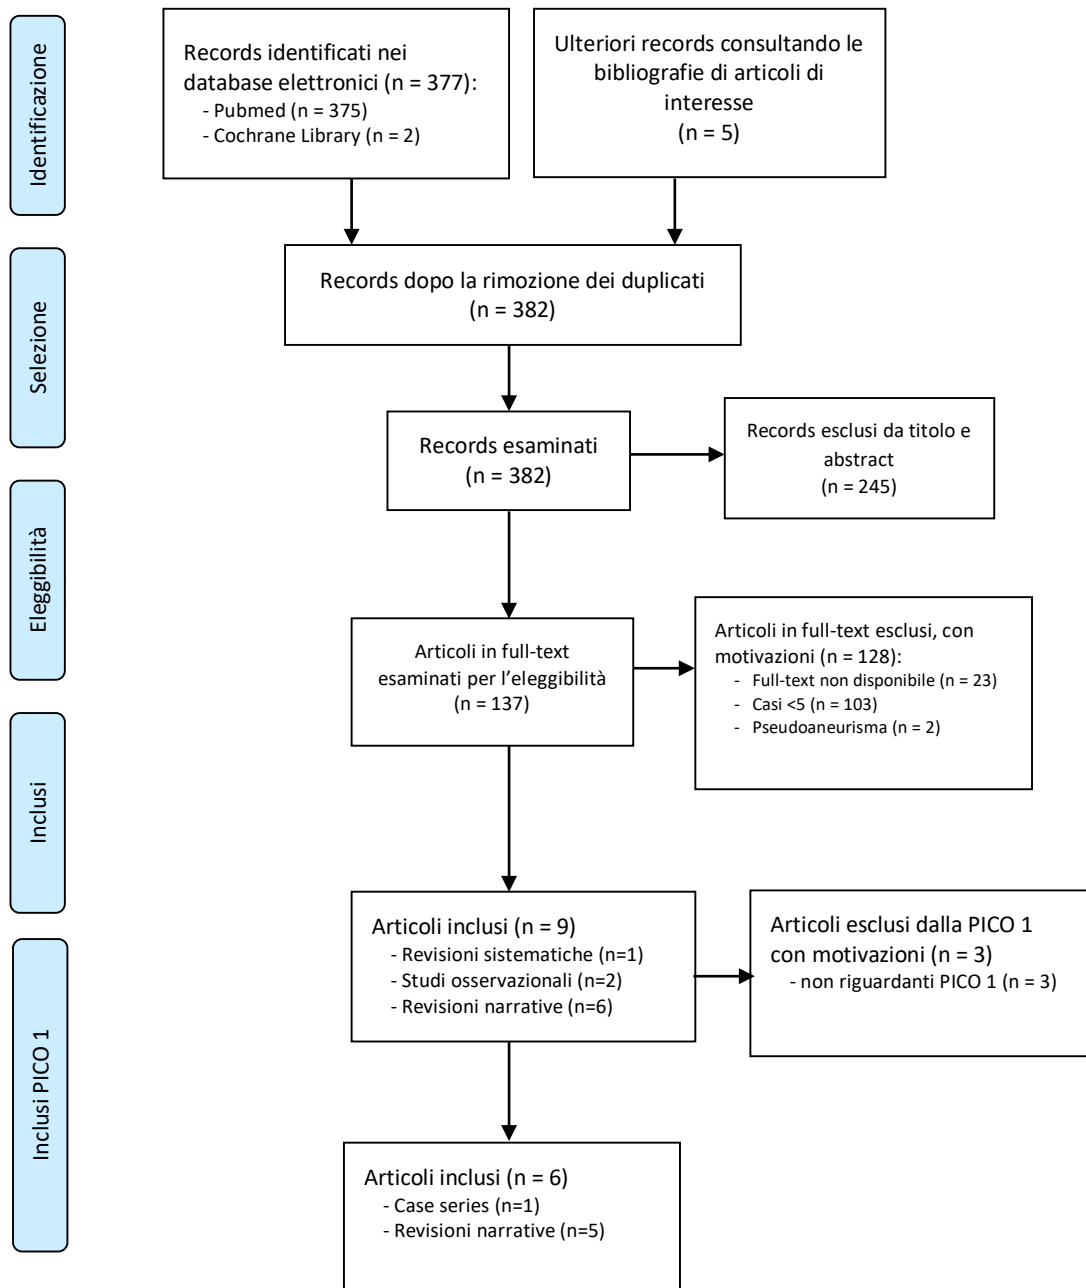 Identificazione
Records identificati nei
database elettronici (n = 377):
- Pubmed (n = 375)
- Cochrane Library (n = 2)
Ulteriori records consultando le
bibliografie di articoli di
interesse
(n = 5)
Selezione
Records dopo la rimozione dei duplicati
(n = 382)
Records esaminati
(n = 382)
Records esclusi da titolo e
abstract
(n = 245)
Eleggibilità
Articoli in full-text
esaminati per l’eleggibilità
(n = 137)
Articoli in full-text esclusi, con
motivazioni (n = 128):
- Full-text non disponibile (n = 23)
- Casi <5 (n = 103)
- Pseudoaneurisma (n = 2)
Inclusi
Articoli inclusi (n = 9)
- Revisioni sistematiche (n=1)
- Studi osservazionali (n=2)
- Revisioni narrative (n=6)
Articoli esclusi dalla PICO 1
con motivazioni (n = 3)
- non riguardanti PICO 1 (n = 3)
Inclusi PICO 1
Articoli inclusi (n = 6)
- Case series (n=1)
- Revisioni narrative (n=5)